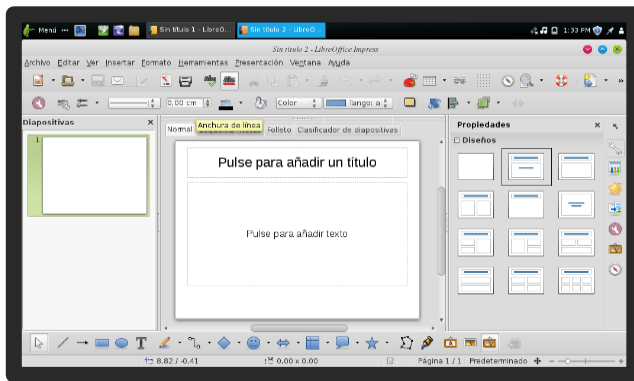 Menú
Sin título 1 - LibreO...
Sin título 2 - LibreO...
1:33 PM
Sin título 2 - LibreOffice Impress
Archivo Editar Ver Insertar Formato Herramientas Presentación Ventana Ayuda
0,00 cm
Color
Tango: a
Diapositivas
Normal
Anchura de línea
Folleto
Clasificador de diapositivas
Propiedades
Diseños
1
Pulse para añadir un título
Pulse para añadir texto
8.82 / -0.41
0.00 x 0.00
Página 1 / 1
Predeterminado